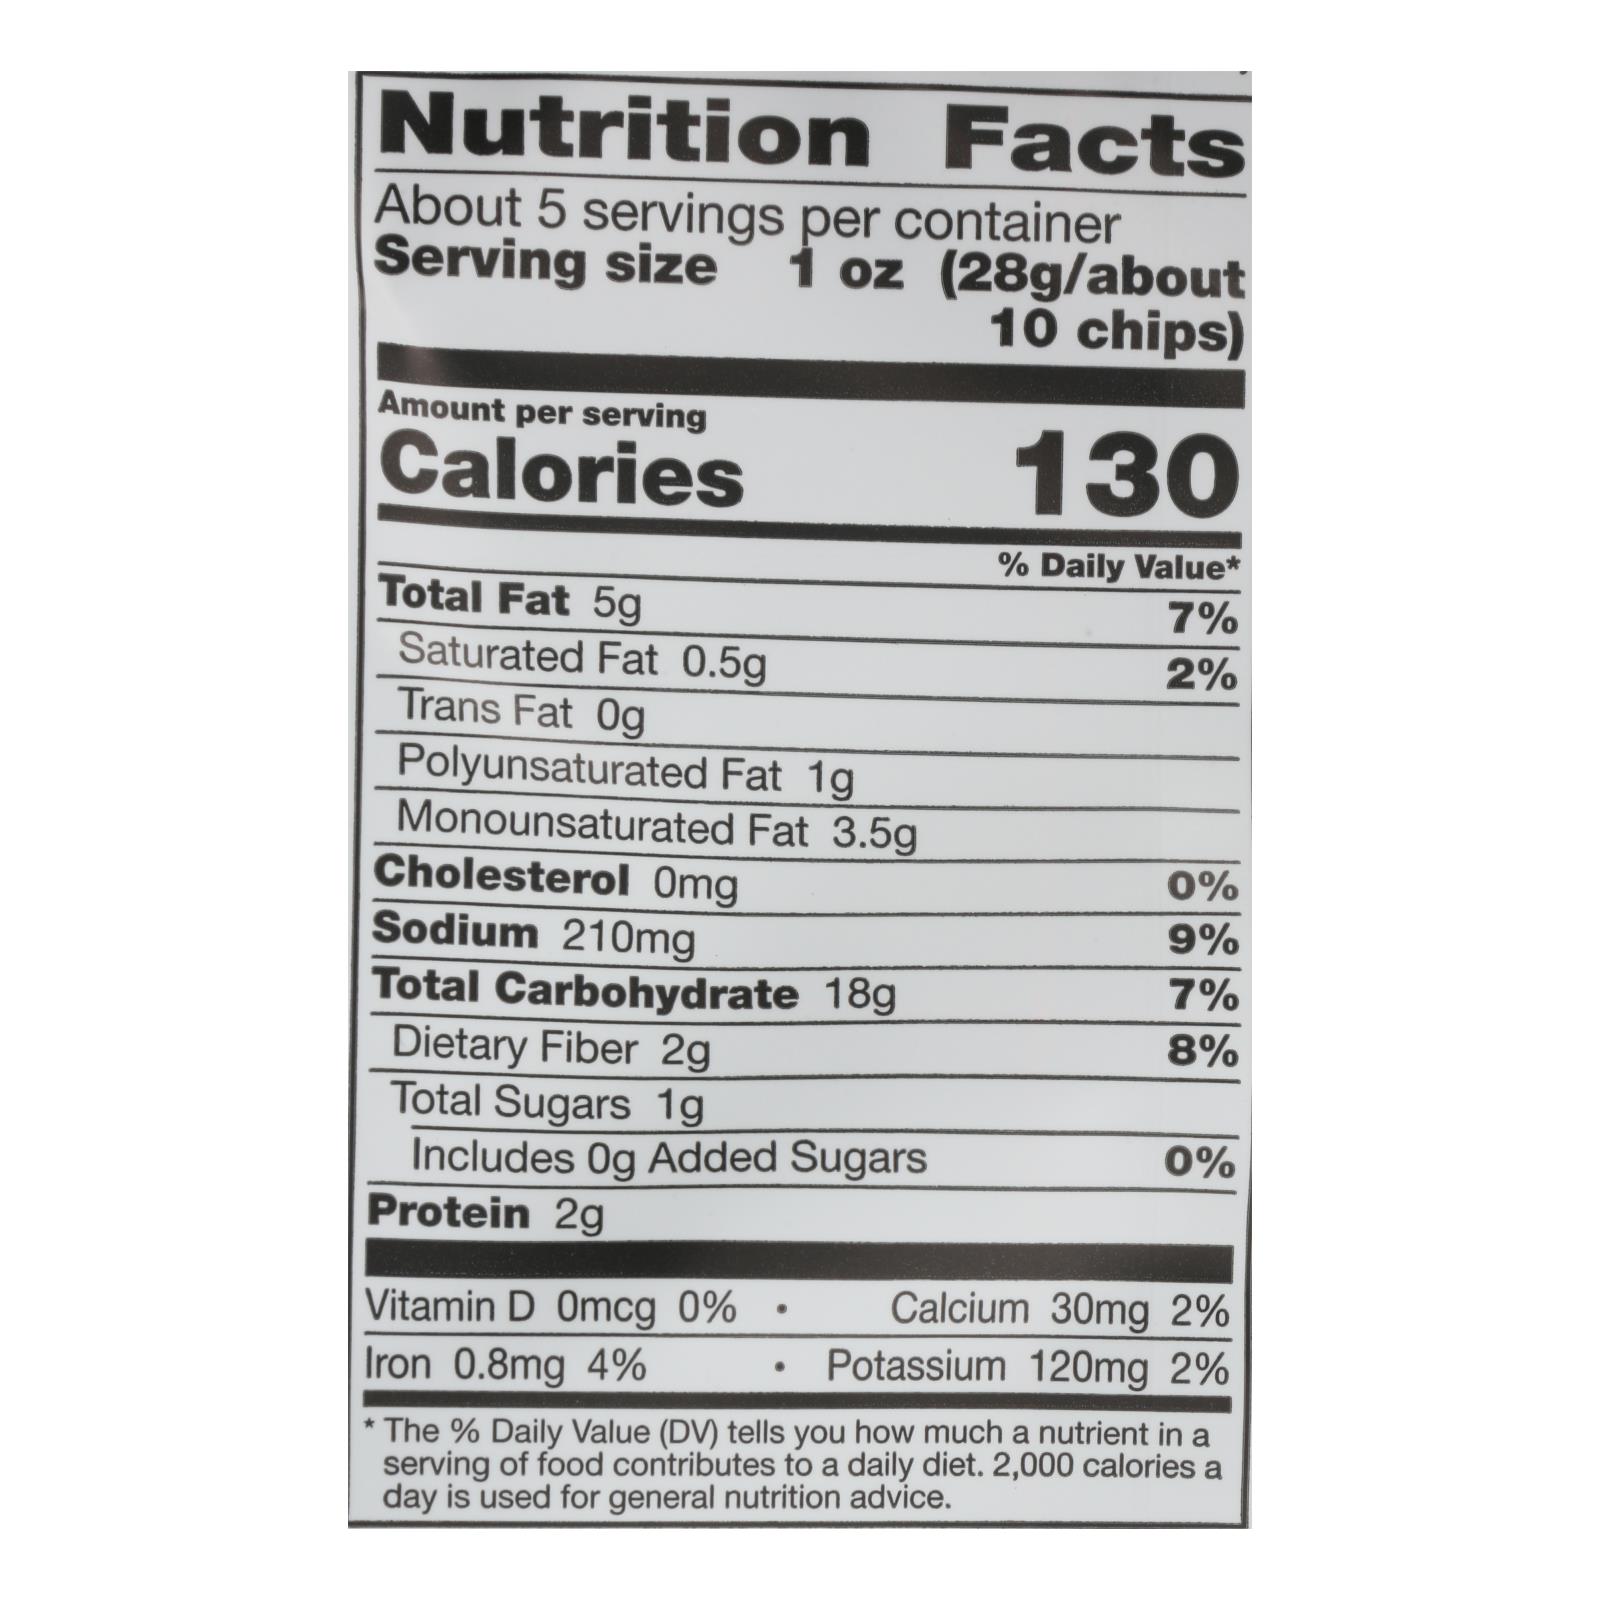 Nutrition Facts
About 5 servings per container
Serving size 1 oz (28g/about
10 chips)
Amount per serving
Calories 130
% Daily Value*
Total Fat 5g 7%
Saturated Fat 0.5g 2%
Trans Fat 0g
Polyunsaturated Fat 1g
Monounsaturated Fat 3.5g
Cholesterol 0mg 0%
Sodium 210mg 9%
Total Carbohydrate 18g 7%
Dietary Fiber 2g 8%
Total Sugars 1g
Includes 0g Added Sugars 0%
Protein 2g
Vitamin D 0mcg 0% • Calcium 30mg 2%
Iron 0.8mg 4% • Potassium 120mg 2%
* The % Daily Value (DV) tells you how much a nutrient in a
serving of food contributes to a daily diet. 2,000 calories a
day is used for general nutrition advice.